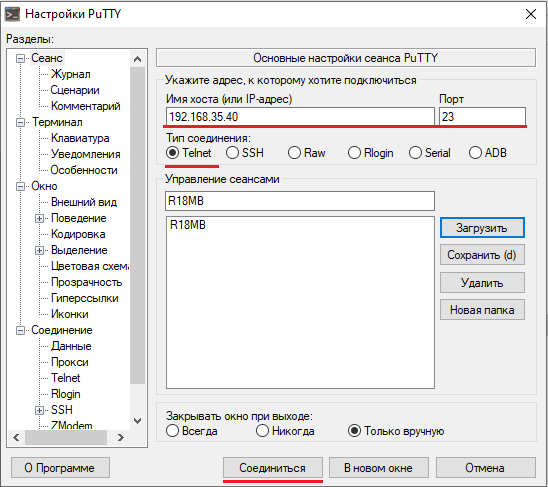 Настройки PuTTY
Разделы:
Сеанс
Журнал
Сценарии
Комментарий
Терминал
Клавиатура
Уведомления
Особенности
Окно
Внешний вид
Поведение
Кодировка
Выделение
Цветовая схема
Прозрачность
Гиперссылки
Иконки
Соединение
Данные
Прокси
Telnet
Rlogin
SSH
ZModem
Основные настройки сеанса PuTTY
Укажите адрес, к которому хотите подключиться
Имя хоста (или IP-адрес) Порт
192.168.35.40 23
Тип соединения:
Telnet SSH Raw Rlogin Serial ADB
Управление сеансами
R18MB
R18MB
Загрузить
Сохранить (d)
Удалить
Новая папка
Закрывать окно при выходе:
Всегда Никогда Только вручную
О Программе Соединиться В новом окне Отмена